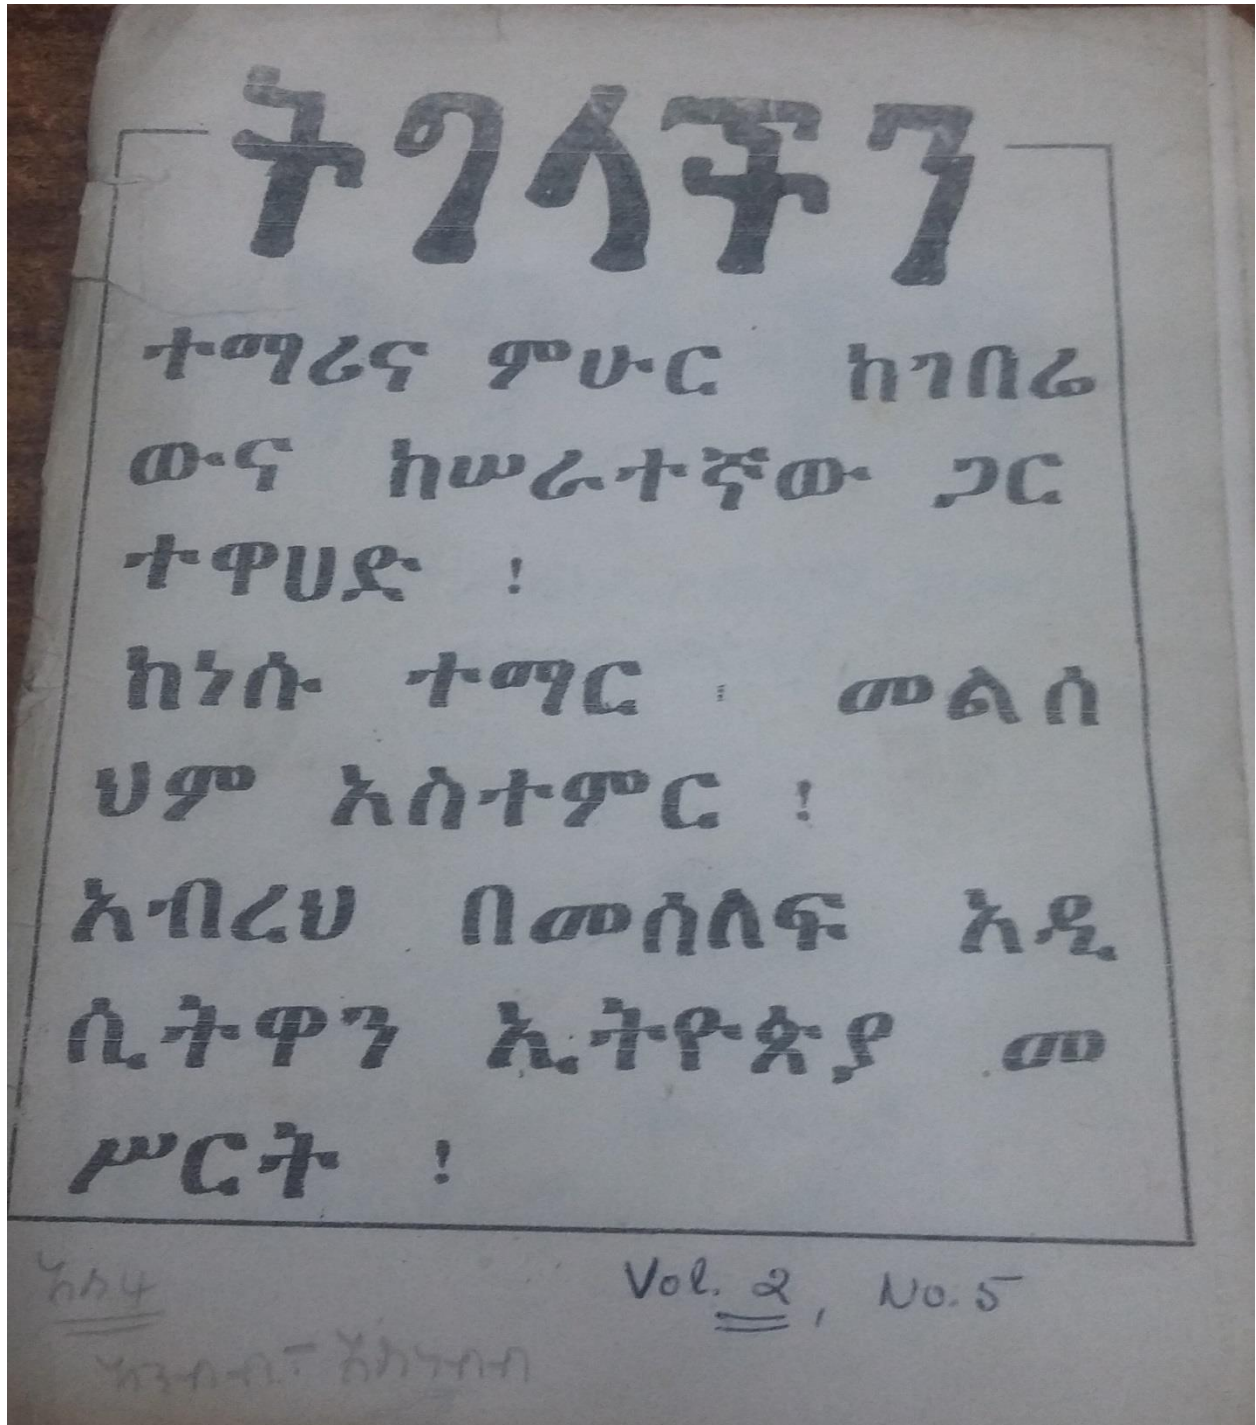 ትግላችን
ተማሪና ምሁር ከገበሬ
ውና ከሠራተኛው ጋር
ተዋሀድ !
ከነሱ ተማር ፡ መልሰ
ህም አስተምር !
አብረህ በመሰለፍ አዲ
ሲትዋን ኢትዮጵያ መ
ሥርት !
Vol. 2, No. 5